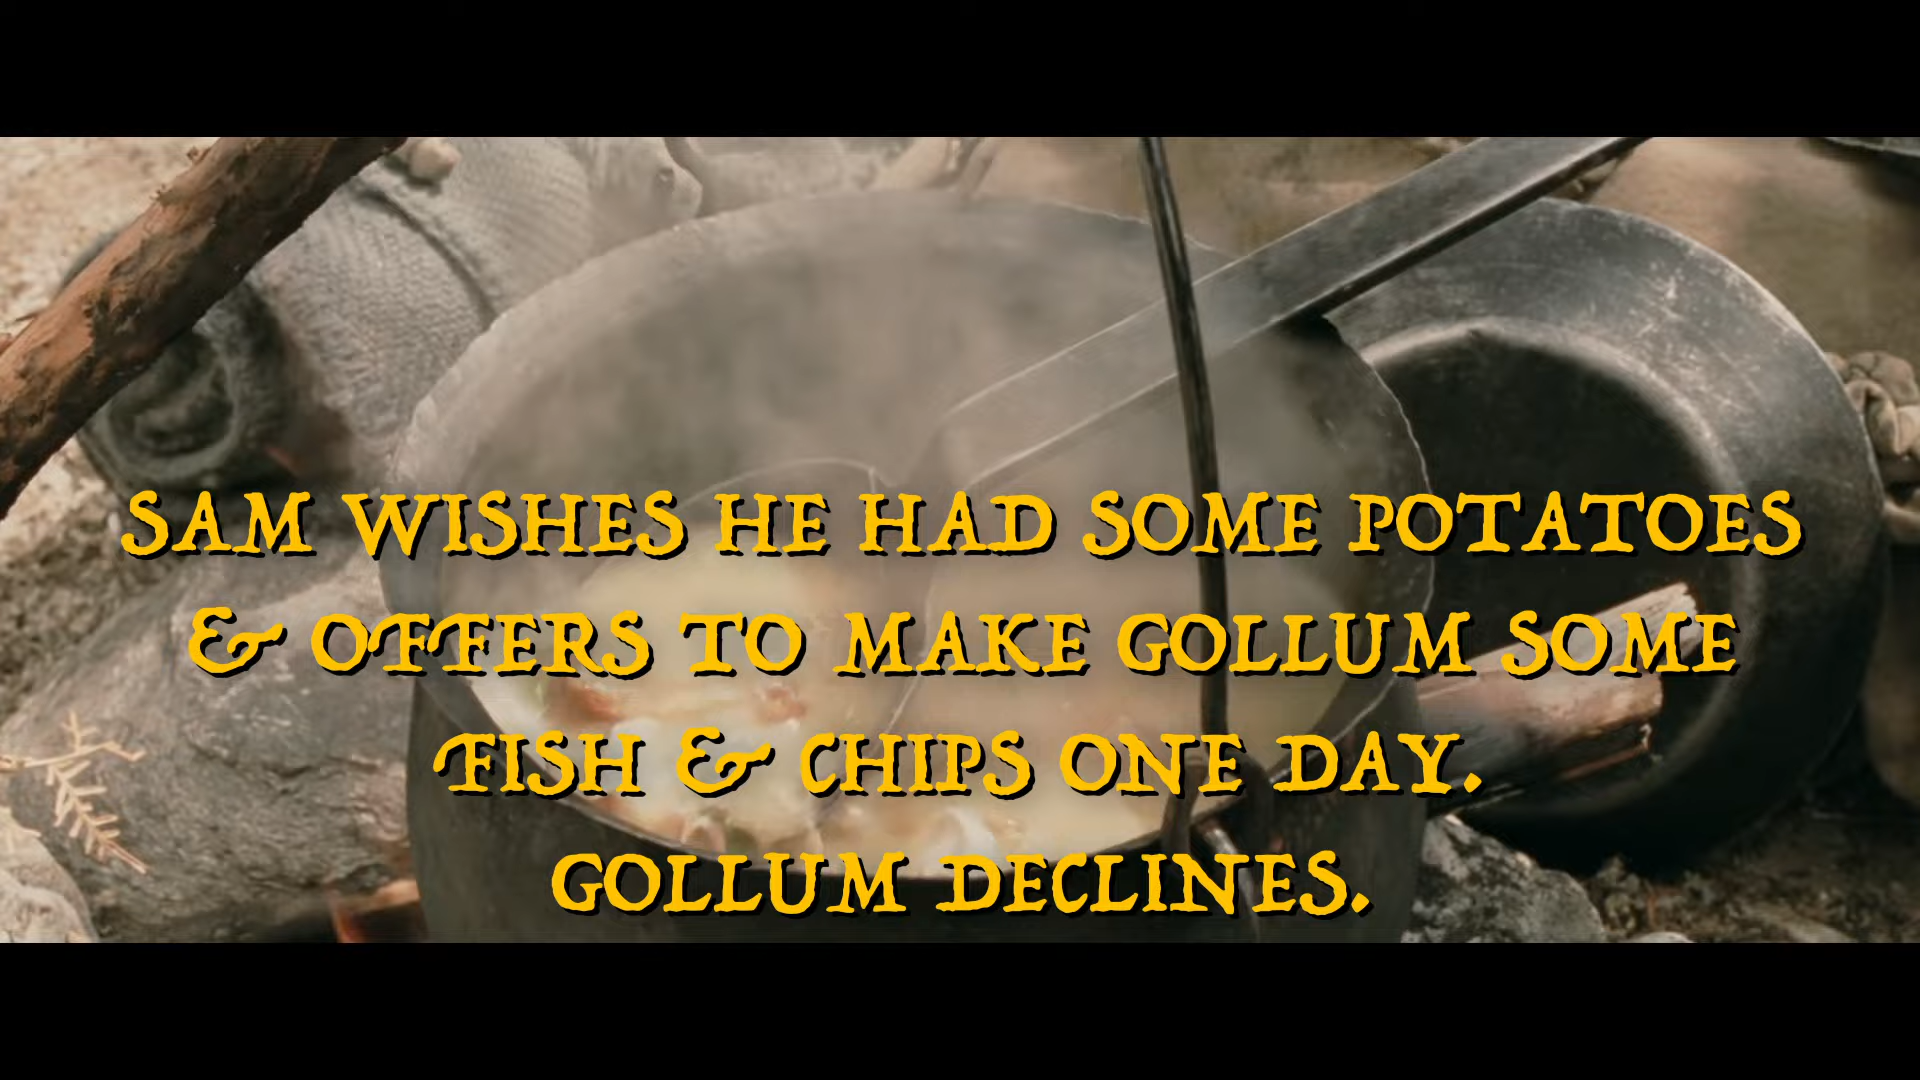 SAM WISHES HE HAD SOME POTATOES
& OFFERS TO MAKE GOLLUM SOME
FISH & CHIPS ONE DAY.
GOLLUM DECLINES.